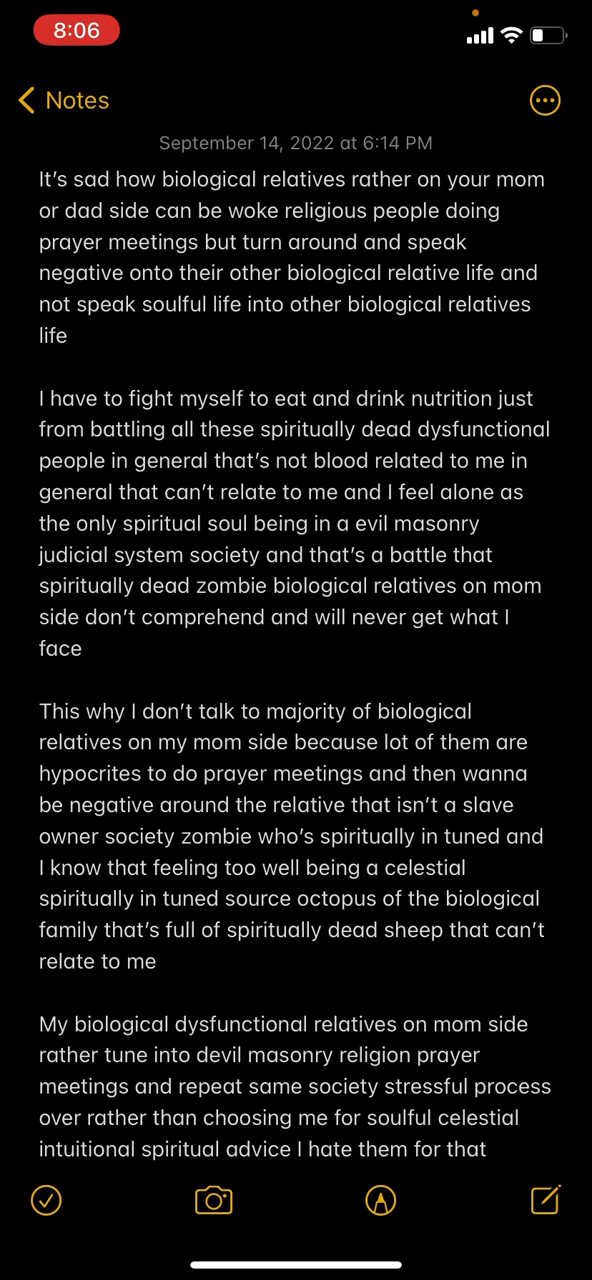 8:06
Notes
September 14, 2022 at 6:14 PM
It's sad how biological relatives rather on your mom
or dad side can be woke religious people doing
prayer meetings but turn around and speak
negative onto their other biological relative life and
not speak soulful life into other biological relatives
life
I have to fight myself to eat and drink nutrition just
from battling all these spiritually dead dysfunctional
people in general that's not blood related to me in
general that can't relate to me and I feel alone as
the only spiritual soul being in a evil masonry
judicial system society and that's a battle that
spiritually dead zombie biological relatives on mom
side don't comprehend and will never get what I
face
This why I don't talk to majority of biological
relatives on my mom side because lot of them are
hypocrites to do prayer meetings and then wanna
be negative around the relative that isn't a slave
owner society zombie who's spiritually in tuned and
I know that feeling too well being a celestial
spiritually in tuned source octopus of the biological
family that's full of spiritually dead sheep that can't
relate to me
My biological dysfunctional relatives on mom side
rather tune into devil masonry religion prayer
meetings and repeat same society stressful process
over rather than choosing me for soulful celestial
intuitional spiritual advice I hate them for that